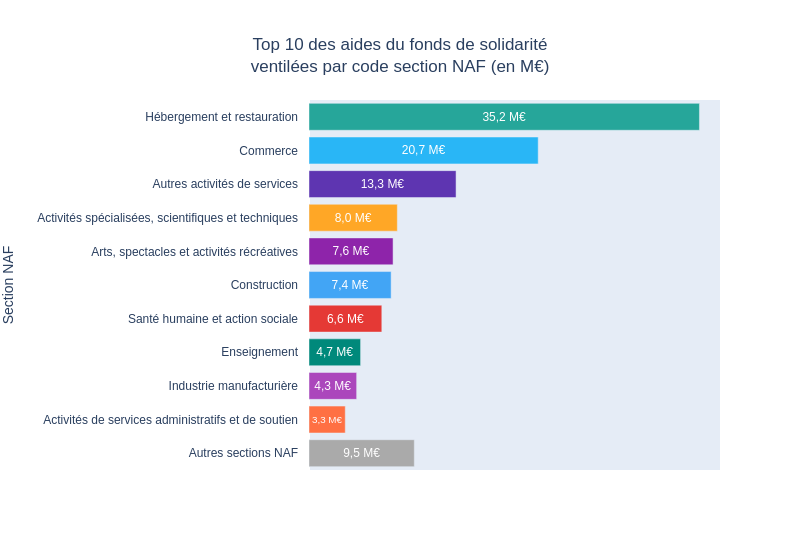 Top 10 des aides du fonds de solidarité
ventilées par code section NAF (en M€)
Section NAF
Hébergement et restauration 35,2 M€
Commerce 20,7 M€
Autres activités de services 13,3 M€
Activités spécialisées, scientifiques et techniques 8,0 M€
Arts, spectacles et activités récréatives 7,6 M€
Construction 7,4 M€
Santé humaine et action sociale 6,6 M€
Enseignement 4,7 M€
Industrie manufacturière 4,3 M€
Activités de services administratifs et de soutien 3,3 M€
Autres sections NAF 9,5 M€